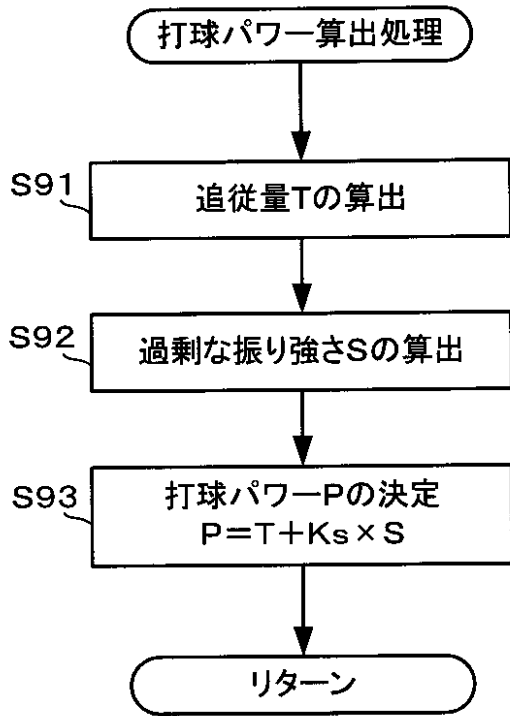 打球パワー算出処理
S91
追従量Tの算出
S92
過剰な振り強さSの算出
S93
打球パワーPの決定
P=T+Ks×S
リターン